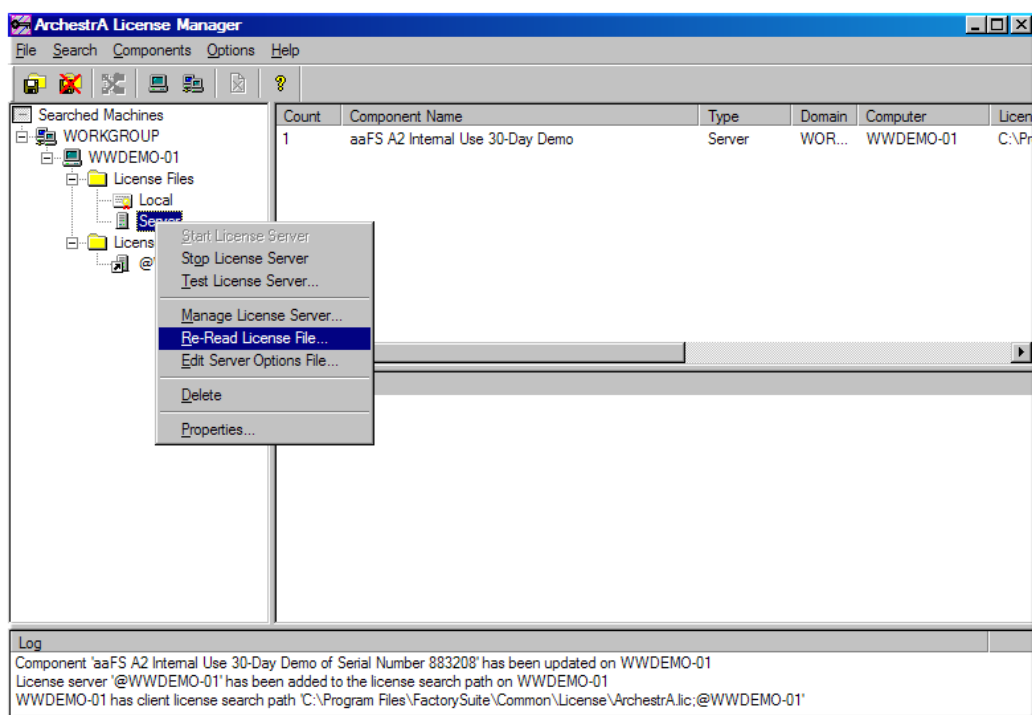 ArchestrA License Manager
File Search Components Options Help
Searched Machines
WORKGROUP
WWDEMO-01
License Files
Local
Server
Licens
@
Count Component Name Type Domain Computer Licen
1 aaFS A2 Internal Use 30-Day Demo Server WOR... WWDEMO-01 C:\Pr
Start License Server
Stop License Server
Test License Server...
Manage License Server...
Re-Read License File...
Edit Server Options File...
Delete
Properties...
Log
Component 'aaFS A2 Internal Use 30-Day Demo of Serial Number 883208' has been updated on WWDEMO-01
License server '@WWDEMO-01' has been added to the license search path on WWDEMO-01
WWDEMO-01 has client license search path 'C:\Program Files\FactorySuite\Common\License\ArchestrA.lic;@WWDEMO-01'